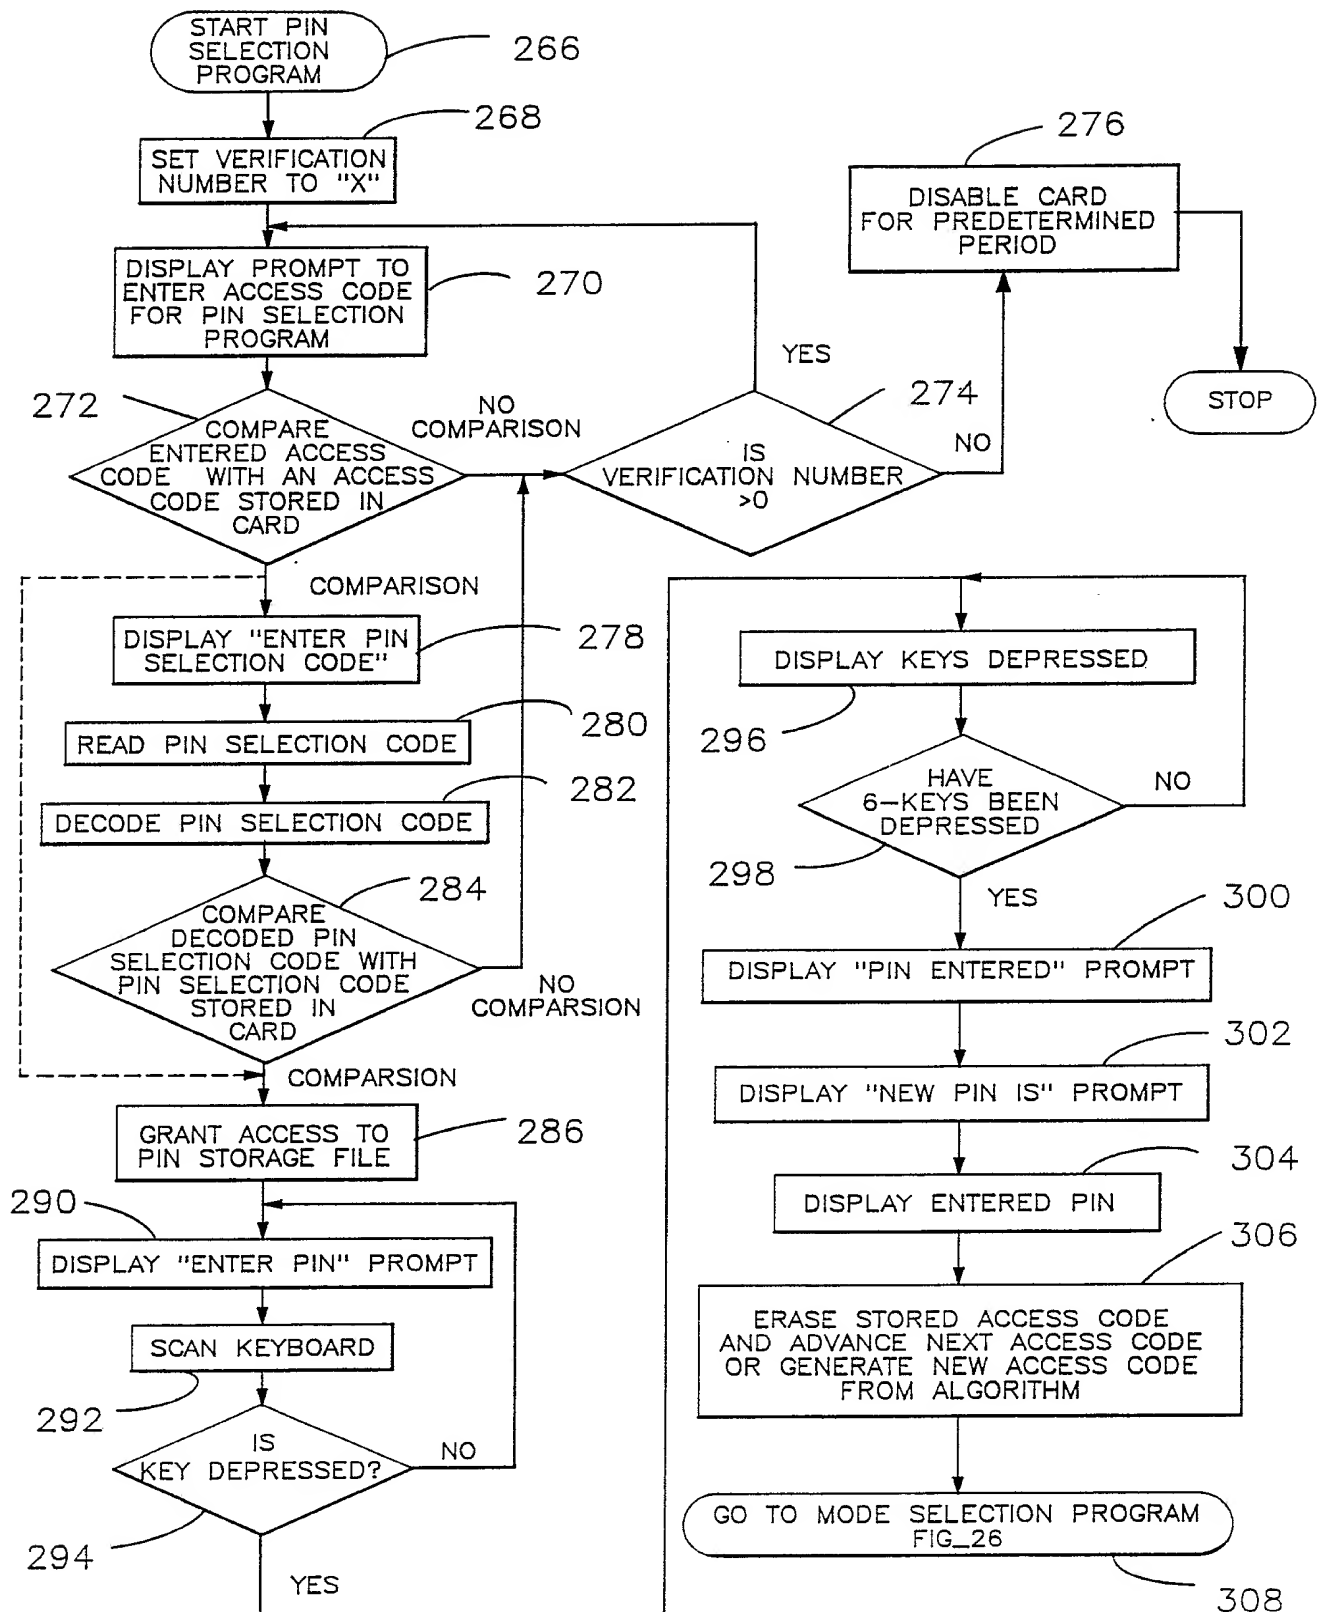 START PIN
SELECTION
PROGRAM
266
268
SET VERIFICATION
NUMBER TO "X"
276
DISABLE CARD
FOR PREDETERMINED
PERIOD
DISPLAY PROMPT TO
ENTER ACCESS CODE
FOR PIN SELECTION
PROGRAM
270
YES
272
COMPARE
ENTERED ACCESS
CODE WITH AN ACCESS
CODE STORED IN
CARD
NO
COMPARISON
274
IS
VERIFICATION NUMBER
>0
NO
STOP
COMPARISON
DISPLAY "ENTER PIN
SELECTION CODE"
278
READ PIN SELECTION CODE
280
DECODE PIN SELECTION CODE
282
284
COMPARE
DECODED PIN
SELECTION CODE WITH
PIN SELECTION CODE
STORED IN
CARD
NO
COMPARSION
COMPARSION
GRANT ACCESS TO
PIN STORAGE FILE
286
290
DISPLAY "ENTER PIN" PROMPT
SCAN KEYBOARD
292
IS
KEY DEPRESSED?
NO
294
YES
DISPLAY KEYS DEPRESSED
296
HAVE
6-KEYS BEEN
DEPRESSED
NO
298
YES
300
DISPLAY "PIN ENTERED" PROMPT
302
DISPLAY "NEW PIN IS" PROMPT
304
DISPLAY ENTERED PIN
306
ERASE STORED ACCESS CODE
AND ADVANCE NEXT ACCESS CODE
OR GENERATE NEW ACCESS CODE
FROM ALGORITHM
GO TO MODE SELECTION PROGRAM
FIG_26
308